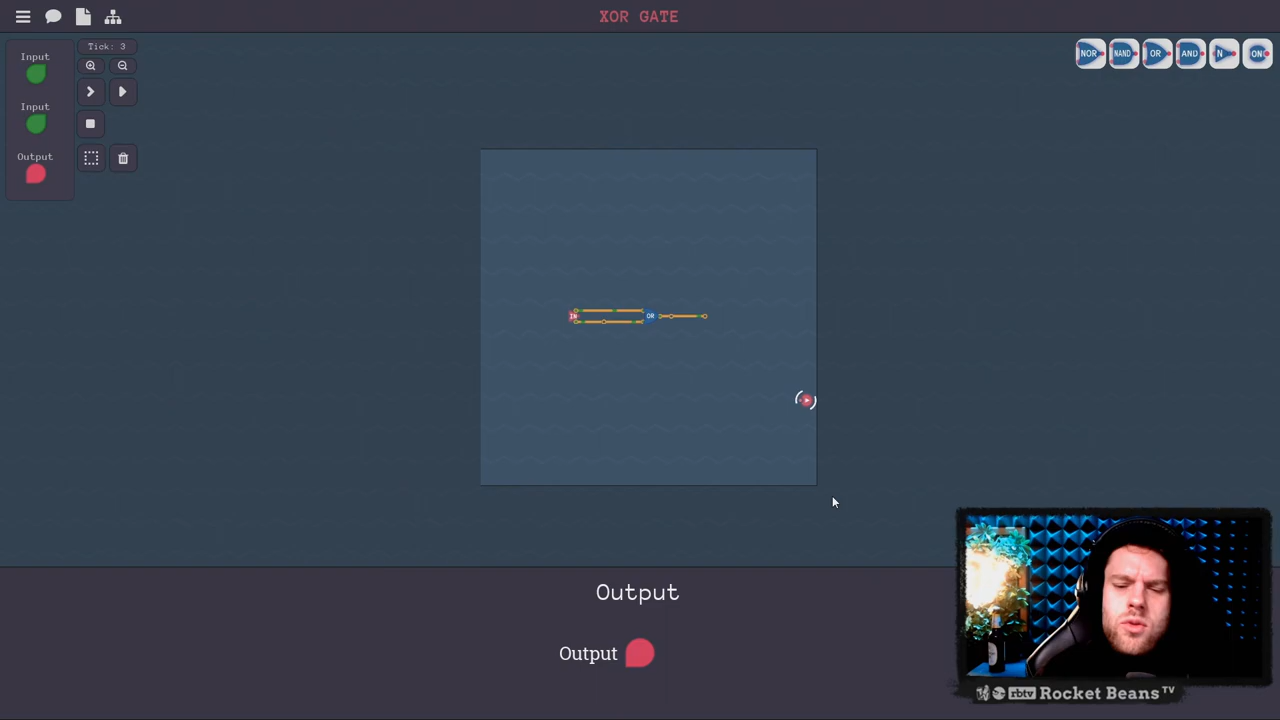 XOR GATE
Input
Input
Output
Tick: 3
NOR NAND OR AND N ON
IN OR
Output
Output
rbtv Rocket Beans TV